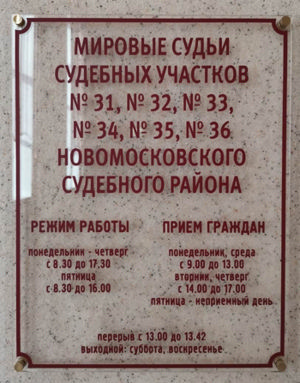 МИРОВЫЕ СУДЬИ
СУДЕБНЫХ УЧАСТКОВ
№ 31, № 32, № 33,
№ 34, № 35, № 36
НОВОМОСКОВСКОГО
СУДЕБНОГО РАЙОНА
РЕЖИМ РАБОТЫ
понедельник - четверг
с 8.30 до 17.30
пятница
с 8.30 до 16.00
ПРИЕМ ГРАЖДАН
понедельник, среда
с 9.00 до 13.00
вторник, четверг
с 14.00 до 17.00
пятница - неприемный день
перерыв с 13.00 до 13.42
выходной: суббота, воскресенье